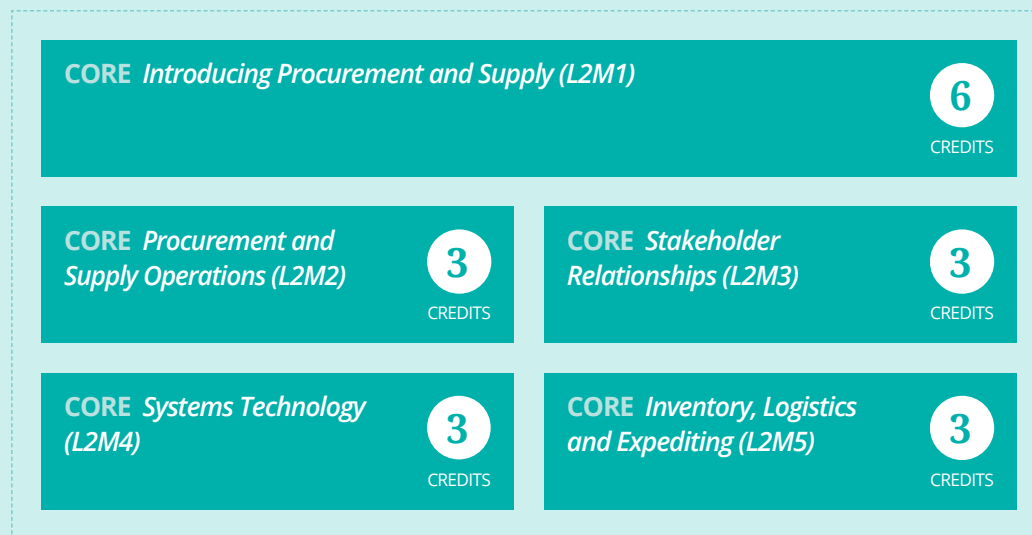 CORE Introducing Procurement and Supply (L2M1)
6
CREDITS
CORE Procurement and
Supply Operations (L2M2)
3
CREDITS
CORE Stakeholder
Relationships (L2M3)
3
CREDITS
CORE Systems Technology
(L2M4)
3
CREDITS
CORE Inventory, Logistics
and Expediting (L2M5)
3
CREDITS